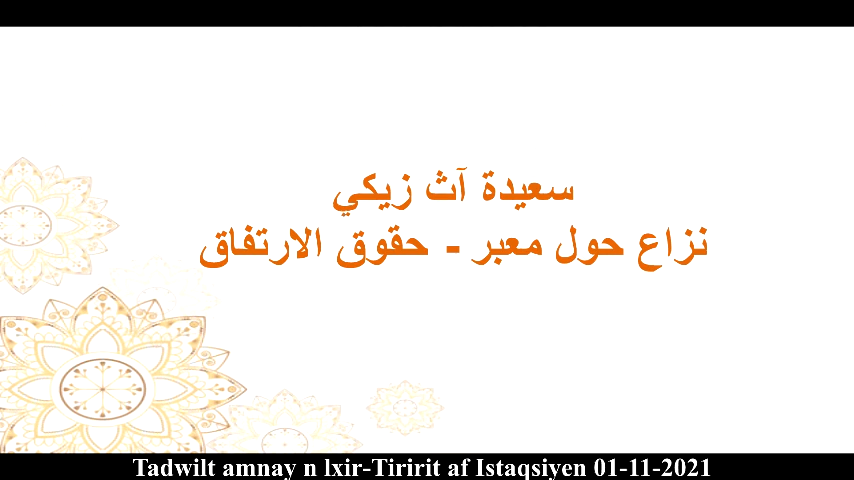 سعيدة آث زيكي
نزاع حول معبر - حقوق الارتفاق
Tadwilt amnay n lxir-Tiririt af Istaqsiyen 01-11-2021